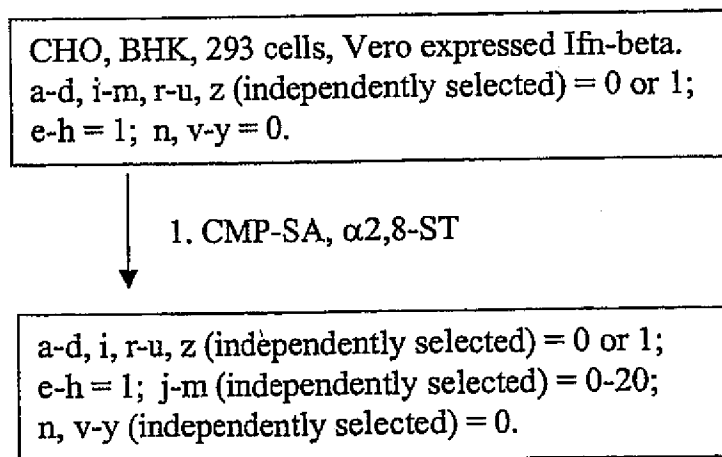 CHO, BHK, 293 cells, Vero expressed Ifn-beta.
a-d, i-m, r-u, z (independently selected) = 0 or 1;
e-h = 1; n, v-y = 0.
1. CMP-SA, α2,8-ST
a-d, i, r-u, z (independently selected) = 0 or 1;
e-h = 1; j-m (independently selected) = 0-20;
n, v-y (independently selected) = 0.